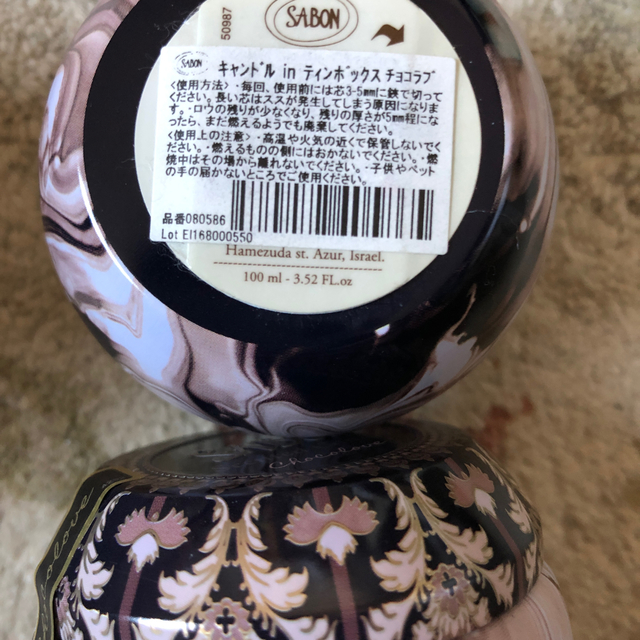 50987
SABON
SABON
キャンドル in ティンボックス チョコラブ
<使用方法> 毎回、使用前には芯3-5mmに鋏で切って
ください。長い芯はススが発生してしまう原因になりま
す。ロウの残りが少なくなり、残りの厚さが5mm程にな
ったら、まだ燃えるようでも廃棄してください。
<使用上の注意> ・高温や火気の近くで保管しないでく
ださい。燃えるものの側にはおかないでください。・燃
焼中はその場から離れないでください。・子供やペット
の手の届かないところでご使用ください。
品番080586
Lot EI168000550
Hamezuda st. Azur, Israel.
100 ml - 3.52 FL.oz